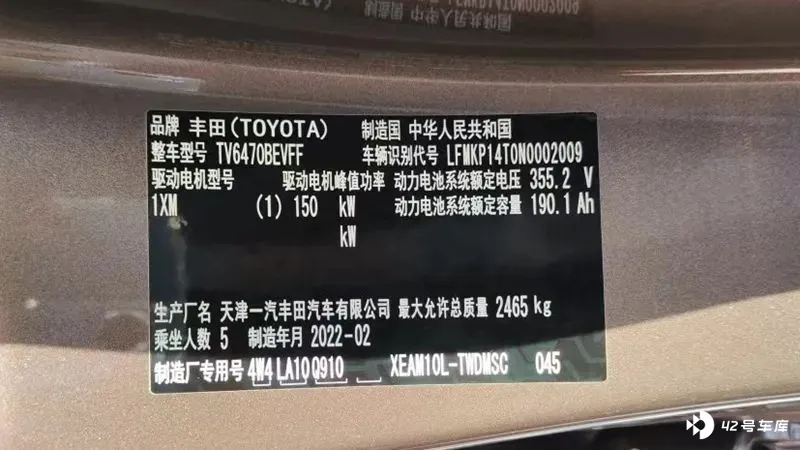 品牌 丰田(TOYOTA) 制造国 中华人民共和国
整车型号 TV6470BEVFF 车辆识别代号 LFMKP14T0N0002009
驱动电机型号 驱动电机峰值功率 动力电池系统额定电压 355.2 V
1XM (1) 150 kW 动力电池系统额定容量 190.1 Ah
kW
生产厂名 天津一汽丰田汽车有限公司 最大允许总质量 2465 kg
乘坐人数 5 制造年月 2022-02
制造厂专用号 4W4 LA10 Q910 XEAM10L-TWDMSC 045
42号车库